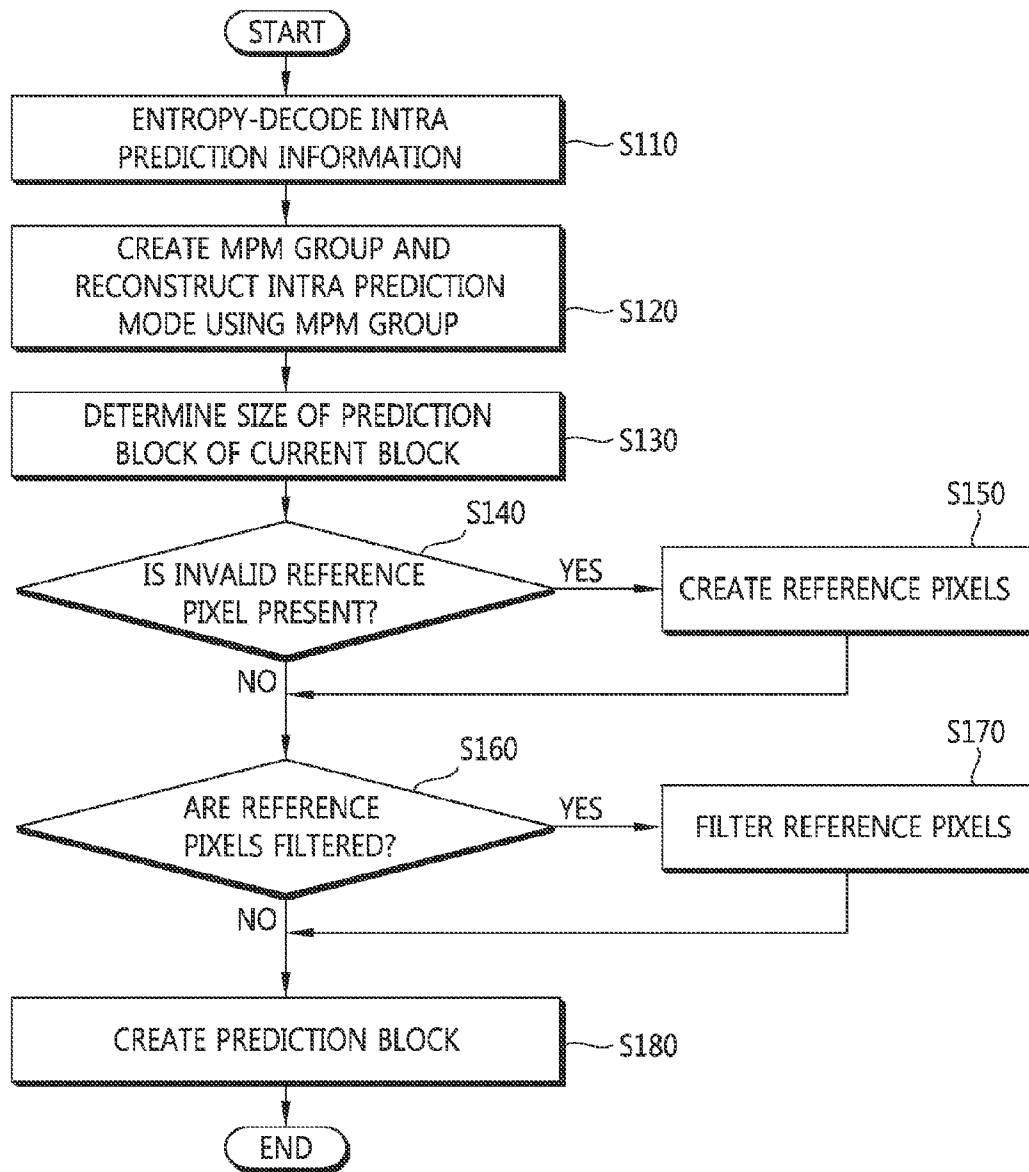 START
ENTROPY-DECODE INTRA
PREDICTION INFORMATION
S110
CREATE MPM GROUP AND
RECONSTRUCT INTRA PREDICTION
MODE USING MPM GROUP
S120
DETERMINE SIZE OF PREDICTION
BLOCK OF CURRENT BLOCK
S130
S140
IS INVALID REFERENCE
PIXEL PRESENT?
YES
S150
CREATE REFERENCE PIXELS
NO
S160
ARE REFERENCE
PIXELS FILTERED?
YES
S170
FILTER REFERENCE PIXELS
NO
CREATE PREDICTION BLOCK
S180
END